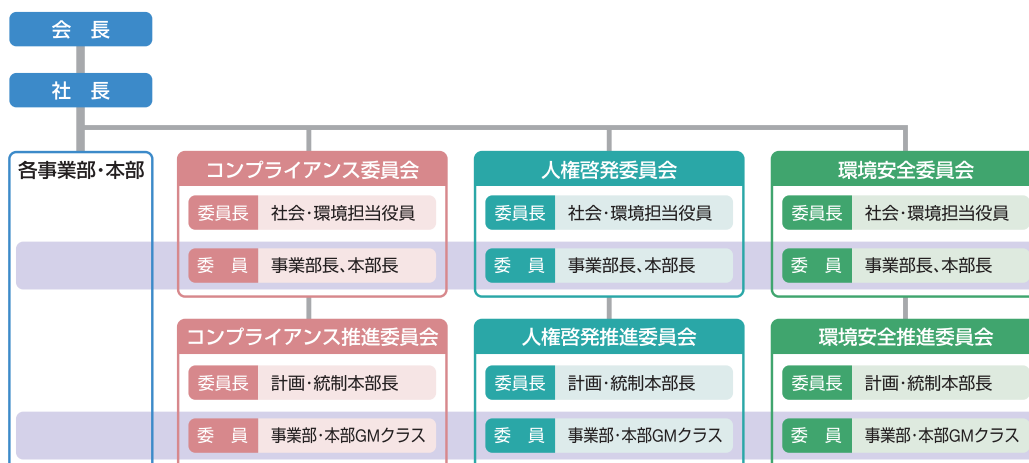 会 長
社 長
各事業部・本部
コンプライアンス委員会
委員長 社会・環境担当役員
委 員 事業部長、本部長
人権啓発委員会
委員長 社会・環境担当役員
委 員 事業部長、本部長
環境安全委員会
委員長 社会・環境担当役員
委 員 事業部長、本部長
コンプライアンス推進委員会
委員長 計画・統制本部長
委 員 事業部・本部GMクラス
人権啓発推進委員会
委員長 計画・統制本部長
委 員 事業部・本部GMクラス
環境安全推進委員会
委員長 計画・統制本部長
委 員 事業部・本部GMクラス